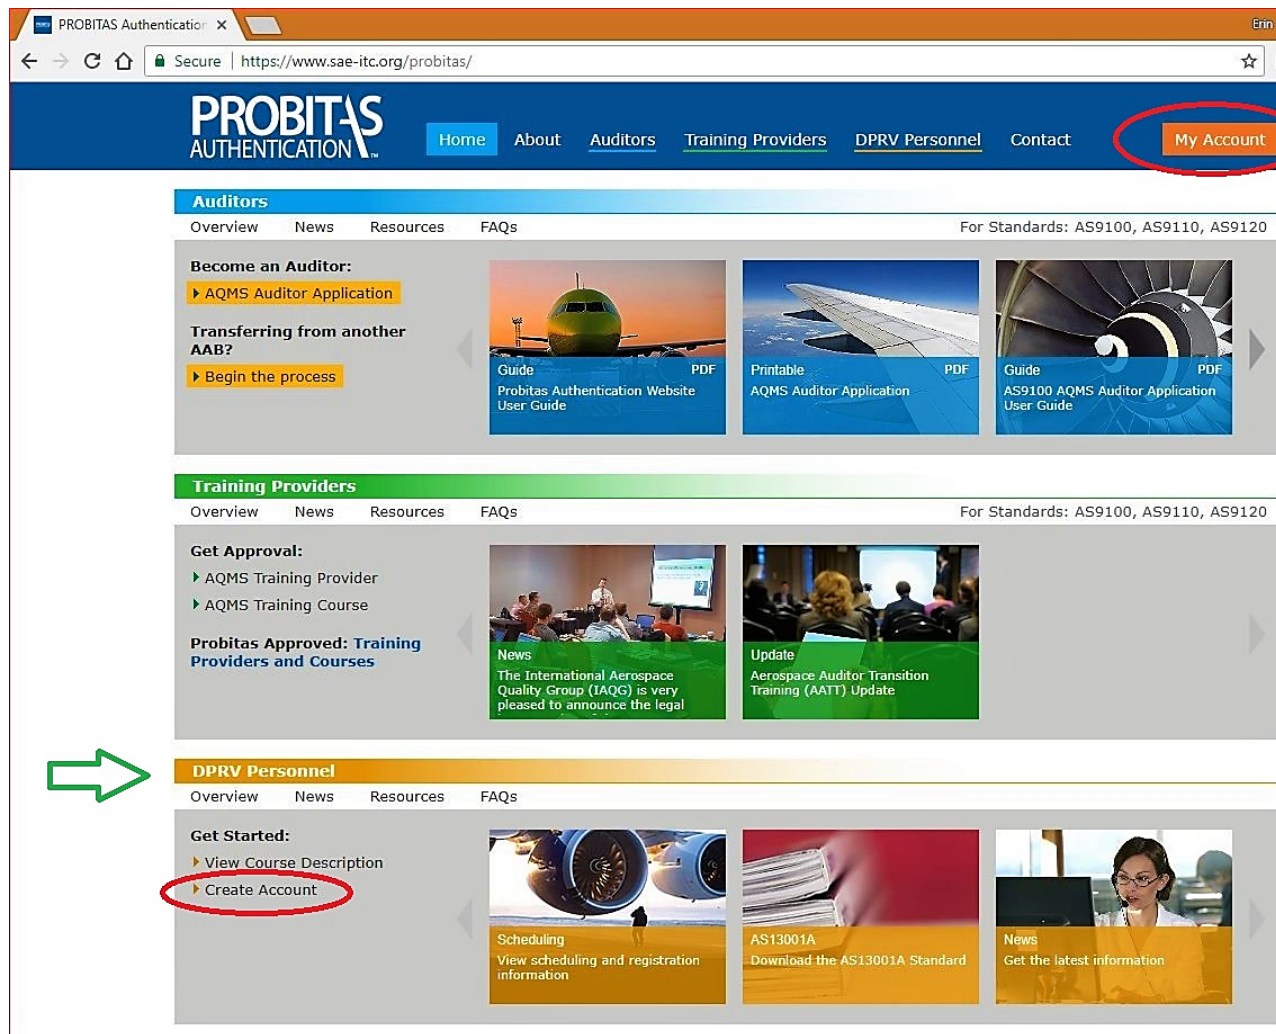 PROBITAS Authentication
Erin
Secure | https://www.sae-itc.org/probitas/
PROBITAS
AUTHENTICATION™
Home About Auditors Training Providers DPRV Personnel Contact My Account
Auditors
Overview News Resources FAQs For Standards: AS9100, AS9110, AS9120
Become an Auditor:
AQMS Auditor Application
Transferring from another
AAB?
Begin the process
Guide PDF
Probitas Authentication Website
User Guide
Printable PDF
AQMS Auditor Application
Guide PDF
AS9100 AQMS Auditor Application
User Guide
Training Providers
Overview News Resources FAQs For Standards: AS9100, AS9110, AS9120
Get Approval:
AQMS Training Provider
AQMS Training Course
Probitas Approved: Training
Providers and Courses
News
The International Aerospace
Quality Group (IAQG) is very
pleased to announce the legal
Update
Aerospace Auditor Transition
Training (AATT) Update
DPRV Personnel
Overview News Resources FAQs
Get Started:
View Course Description
Create Account
Scheduling
View scheduling and registration
information
AS13001A
Download the AS13001A Standard
News
Get the latest information